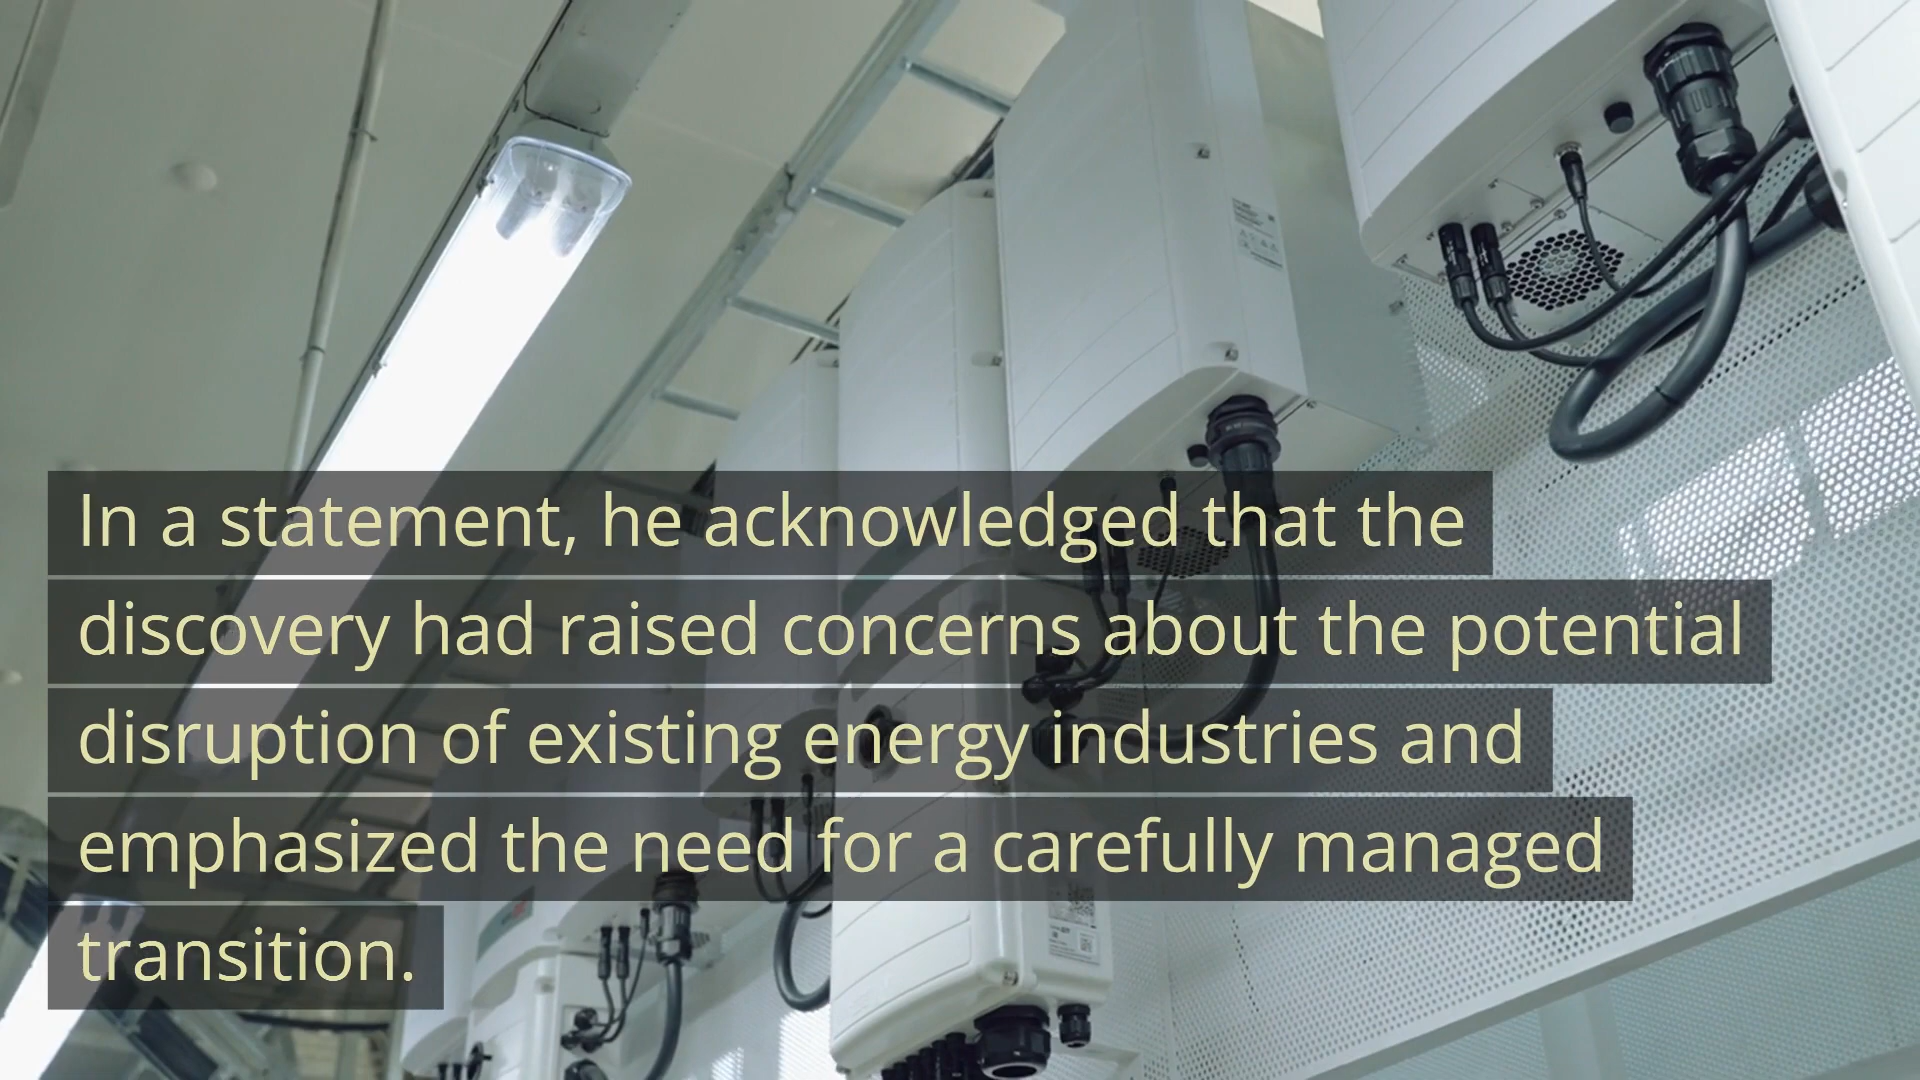 In a statement, he acknowledged that the
discovery had raised concerns about the potential
disruption of existing energy industries and
emphasized the need for a carefully managed
transition.